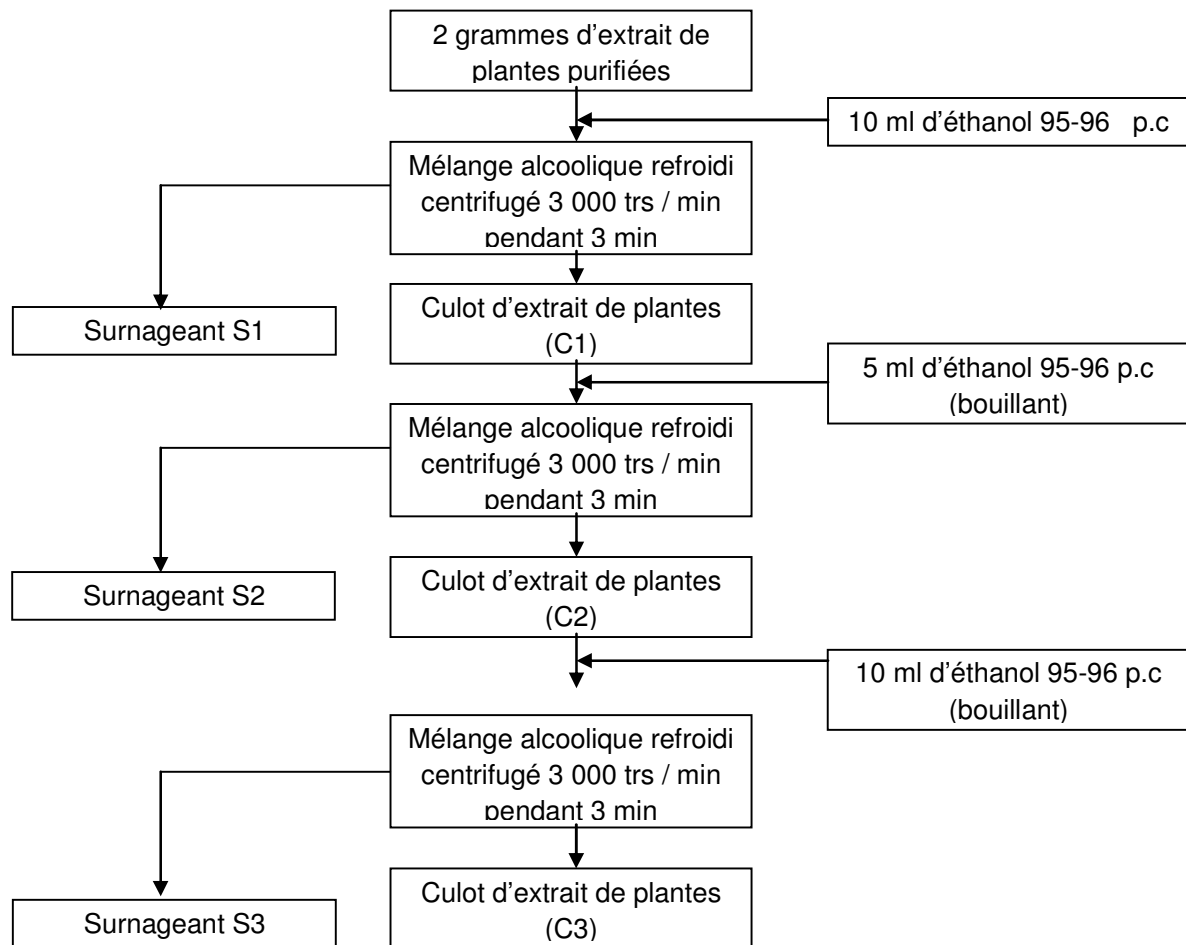 2 grammes d'extrait de
plantes purifiées
10 ml d'éthanol 95-96 p.c
Mélange alcoolique refroidi
centrifugé 3 000 trs / min
pendant 3 min
Surnageant S1
Culot d'extrait de plantes
(C1)
5 ml d'éthanol 95-96 p.c
(bouillant)
Mélange alcoolique refroidi
centrifugé 3 000 trs / min
pendant 3 min
Surnageant S2
Culot d'extrait de plantes
(C2)
10 ml d'éthanol 95-96 p.c
(bouillant)
Mélange alcoolique refroidi
centrifugé 3 000 trs / min
pendant 3 min
Surnageant S3
Culot d'extrait de plantes
(C3)